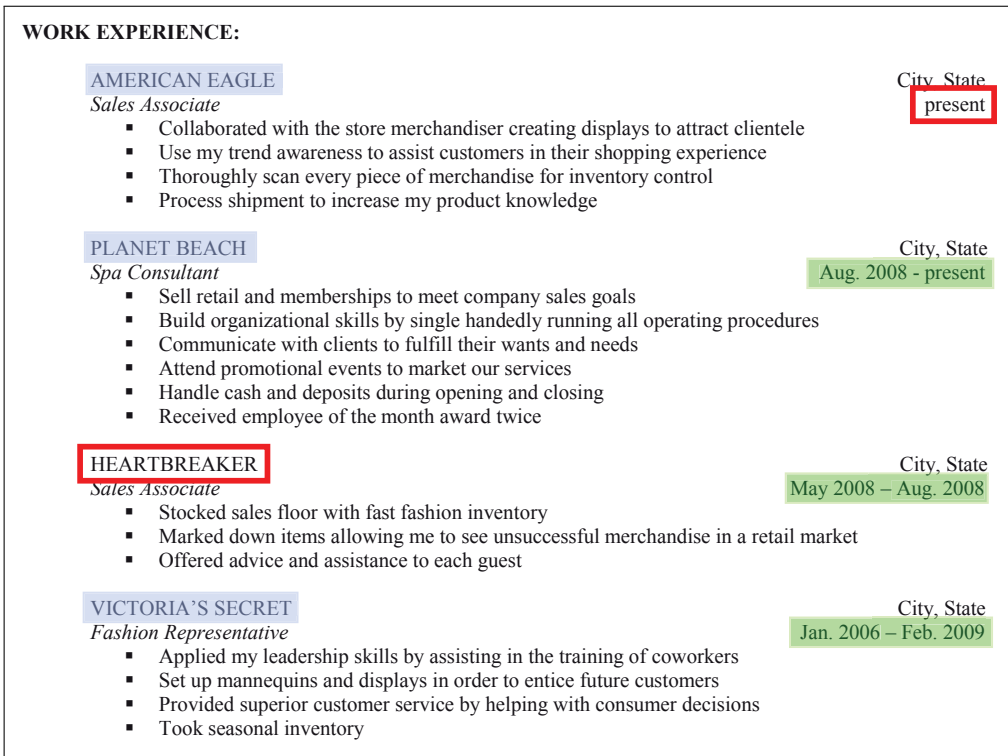 WORK EXPERIENCE:
AMERICAN EAGLE City, State
Sales Associate present
▪ Collaborated with the store merchandiser creating displays to attract clientele
▪ Use my trend awareness to assist customers in their shopping experience
▪ Thoroughly scan every piece of merchandise for inventory control
▪ Process shipment to increase my product knowledge
PLANET BEACH City, State
Spa Consultant Aug. 2008 - present
▪ Sell retail and memberships to meet company sales goals
▪ Build organizational skills by single handedly running all operating procedures
▪ Communicate with clients to fulfill their wants and needs
▪ Attend promotional events to market our services
▪ Handle cash and deposits during opening and closing
▪ Received employee of the month award twice
HEARTBREAKER City, State
Sales Associate May 2008 – Aug. 2008
▪ Stocked sales floor with fast fashion inventory
▪ Marked down items allowing me to see unsuccessful merchandise in a retail market
▪ Offered advice and assistance to each guest
VICTORIA’S SECRET City, State
Fashion Representative Jan. 2006 – Feb. 2009
▪ Applied my leadership skills by assisting in the training of coworkers
▪ Set up mannequins and displays in order to entice future customers
▪ Provided superior customer service by helping with consumer decisions
▪ Took seasonal inventory